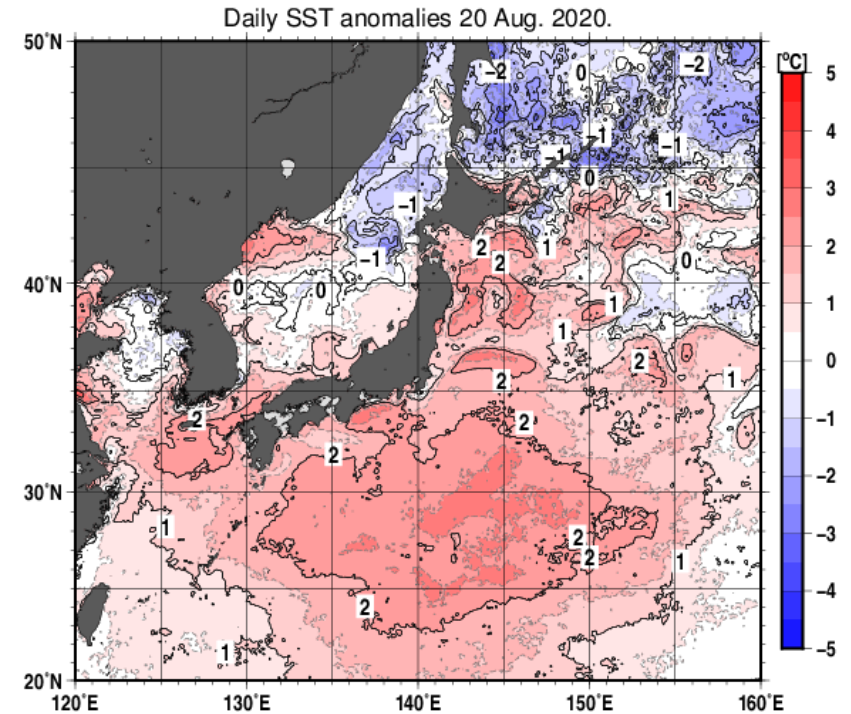 Daily SST anomalies 20 Aug. 2020.
50°N
[°C]
−2 0 −2
5
4
−1 −1 −1
0
3
−1 1
2 2 1
2
−1 0
40°N
0 0
1
1
1
0
2
2 1
−1
2 2
2
−2
30°N
1 2
−3
2 1
2
−4
1
−5
20°N
120°E 130°E 140°E 150°E 160°E